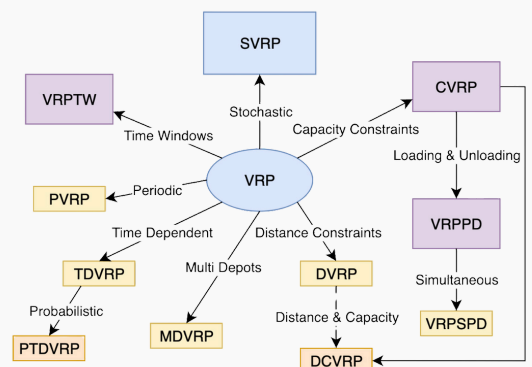 SVRP
VRPTW
CVRP
Stochastic
Time Windows
Capacity Constraints
Loading & Unloading
VRP
Periodic
PVRP
VRPPD
Time Dependent
Distance Constraints
TDVRP
Multi Depots
DVRP
Simultaneous
Probabilistic
Distance & Capacity
VRPSPD
MDVRP
PTDVRP
DCVRP